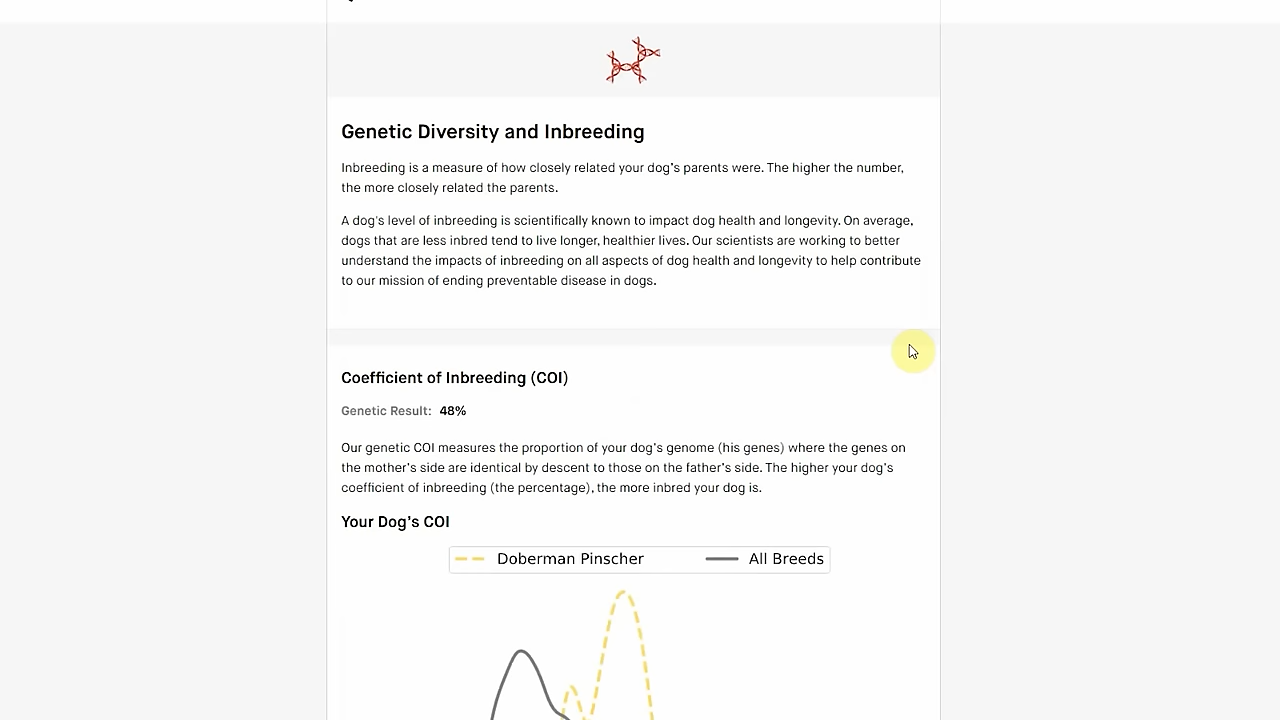 Genetic Diversity and Inbreeding
Inbreeding is a measure of how closely related your dog's parents were. The higher the number,
the more closely related the parents.
A dog's level of inbreeding is scientifically known to impact dog health and longevity. On average,
dogs that are less inbred tend to live longer, healthier lives. Our scientists are working to better
understand the impacts of inbreeding on all aspects of dog health and longevity to help contribute
to our mission of ending preventable disease in dogs.
Coefficient of Inbreeding (COI)
Genetic Result: 48%
Our genetic COI measures the proportion of your dog's genome (his genes) where the genes on
the mother's side are identical by descent to those on the father's side. The higher your dog's
coefficient of inbreeding (the percentage), the more inbred your dog is.
Your Dog's COI
Doberman Pinscher All Breeds